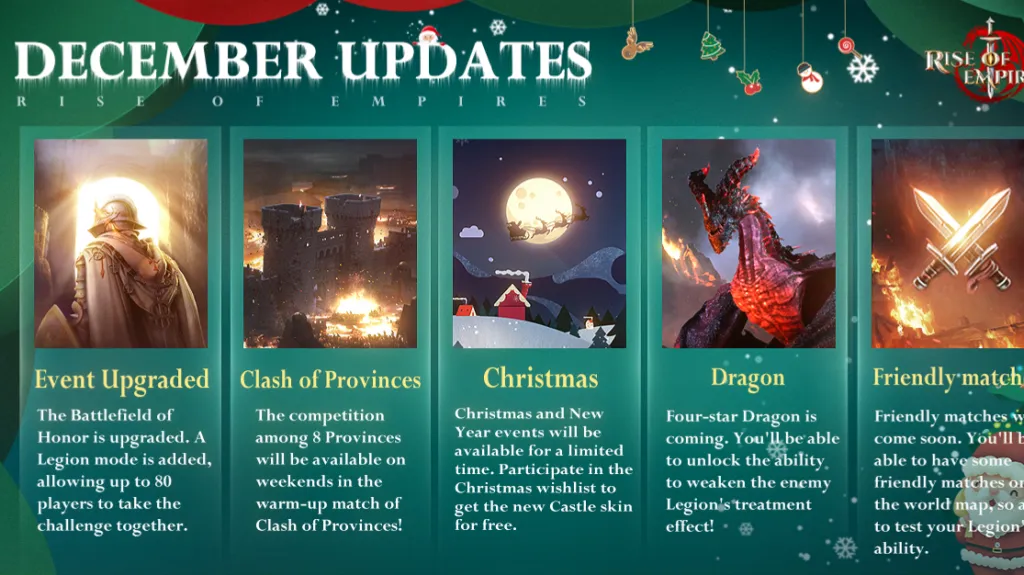 DECEMBER UPDATES
RISE OF EMPIRES
RISE OF
EMPIR
Event Upgraded
The Battlefield of
Honor is upgraded. A
Legion mode is added,
allowing up to 80
players to take the
challenge together.
Clash of Provinces
The competition
among 8 Provinces
will be available on
weekends in the
warm-up match of
Clash of Provinces!
Christmas
Christmas and New
Year events will be
available for a limited
time. Participate in the
Christmas wishlist to
get the new Castle skin
for free.
Dragon
Four-star Dragon is
coming. You'll be able
to unlock the ability
to weaken the enemy
Legion's treatment
effect!
Friendly match
Friendly matches w
come soon. You'll b
able to have some
friendly matches on
the world map, so a
to test your Legion'
ability.